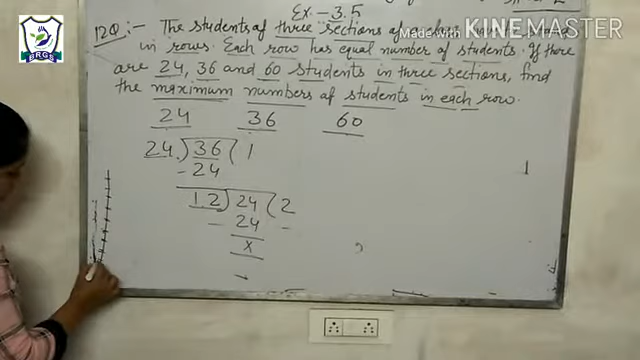 Ex - 3.5
12Q:- The students of three sections of
Made with KINEMASTER
in rows. Each row has equal number of students. If there
are 24, 36 and 60 students in three sections, find
the maximum numbers of students in each row.
24 36 60
24) 36 ( 1
- 24
12) 24 ( 2
- 24 -
x
BRGS